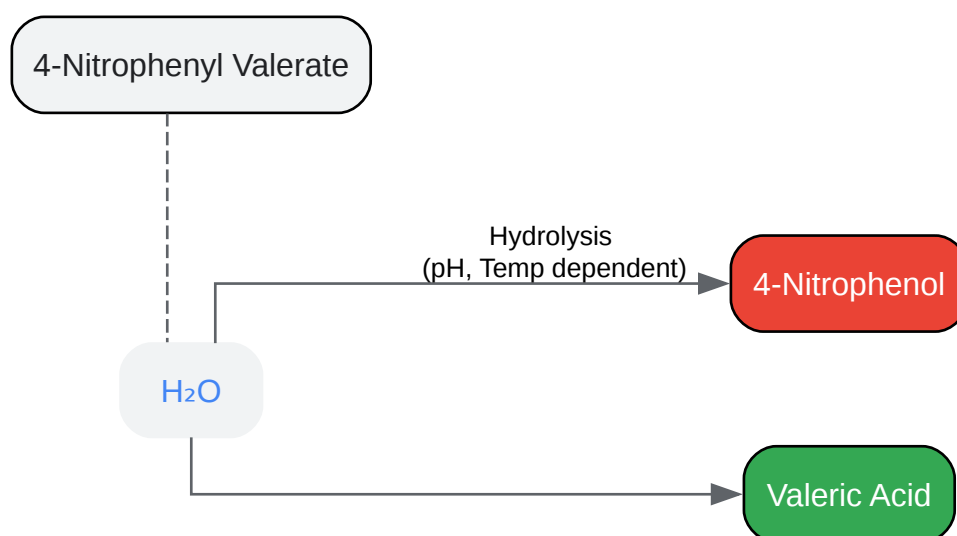 4-Nitrophenyl Valerate
Hydrolysis
(pH, Temp dependent)
4-Nitrophenol
H₂O
Valeric Acid